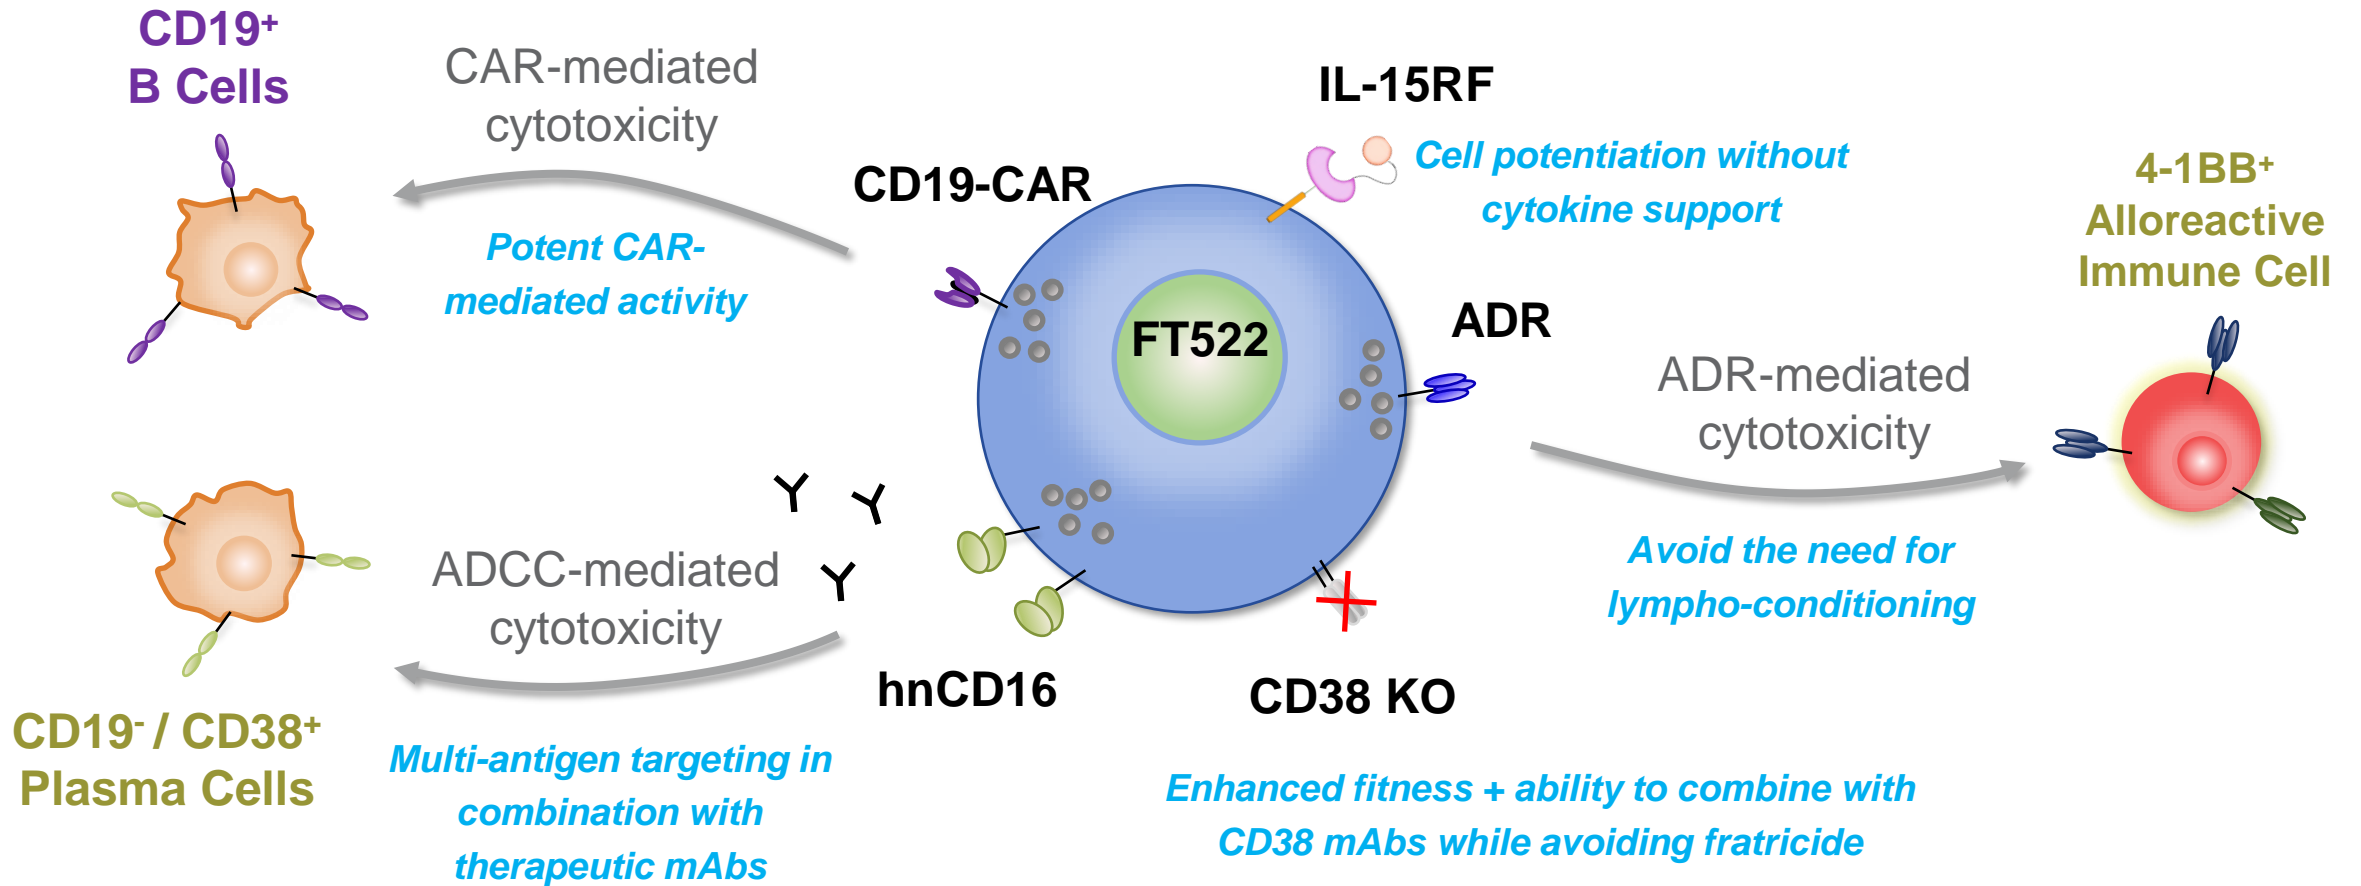 CD19⁺
B Cells
CAR-mediated
cytotoxicity
Potent CAR-
mediated activity
CD19-CAR
IL-15RF
Cell potentiation without
cytokine support
4-1BB⁺
Alloreactive
Immune Cell
FT522
ADR
ADR-mediated
cytotoxicity
Avoid the need for
lympho-conditioning
ADCC-mediated
cytotoxicity
hnCD16
CD38 KO
CD19⁻ / CD38⁺
Plasma Cells
Multi-antigen targeting in
combination with
therapeutic mAbs
Enhanced fitness + ability to combine with
CD38 mAbs while avoiding fratricide